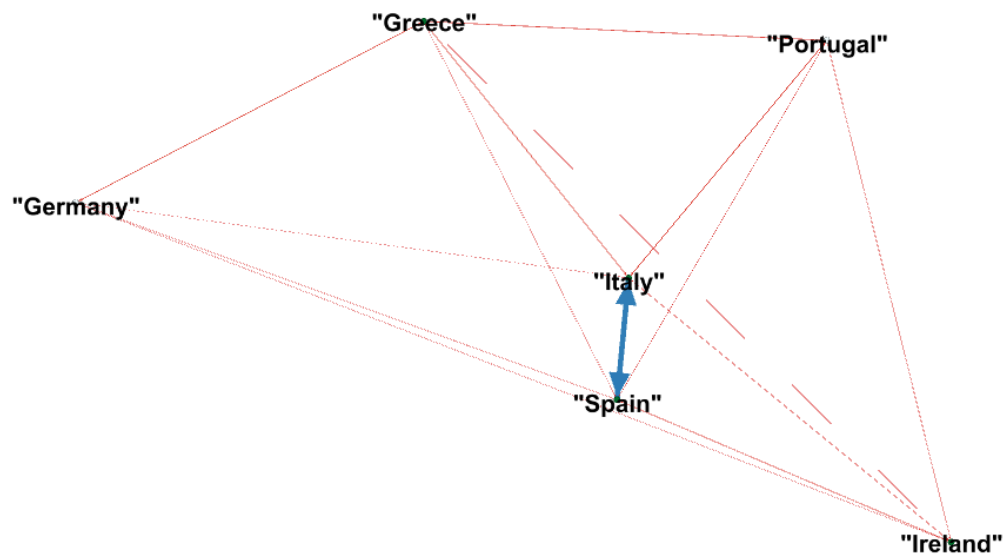 "Greece"
"Portugal"
"Germany"
"Italy"
"Spain"
"Ireland"